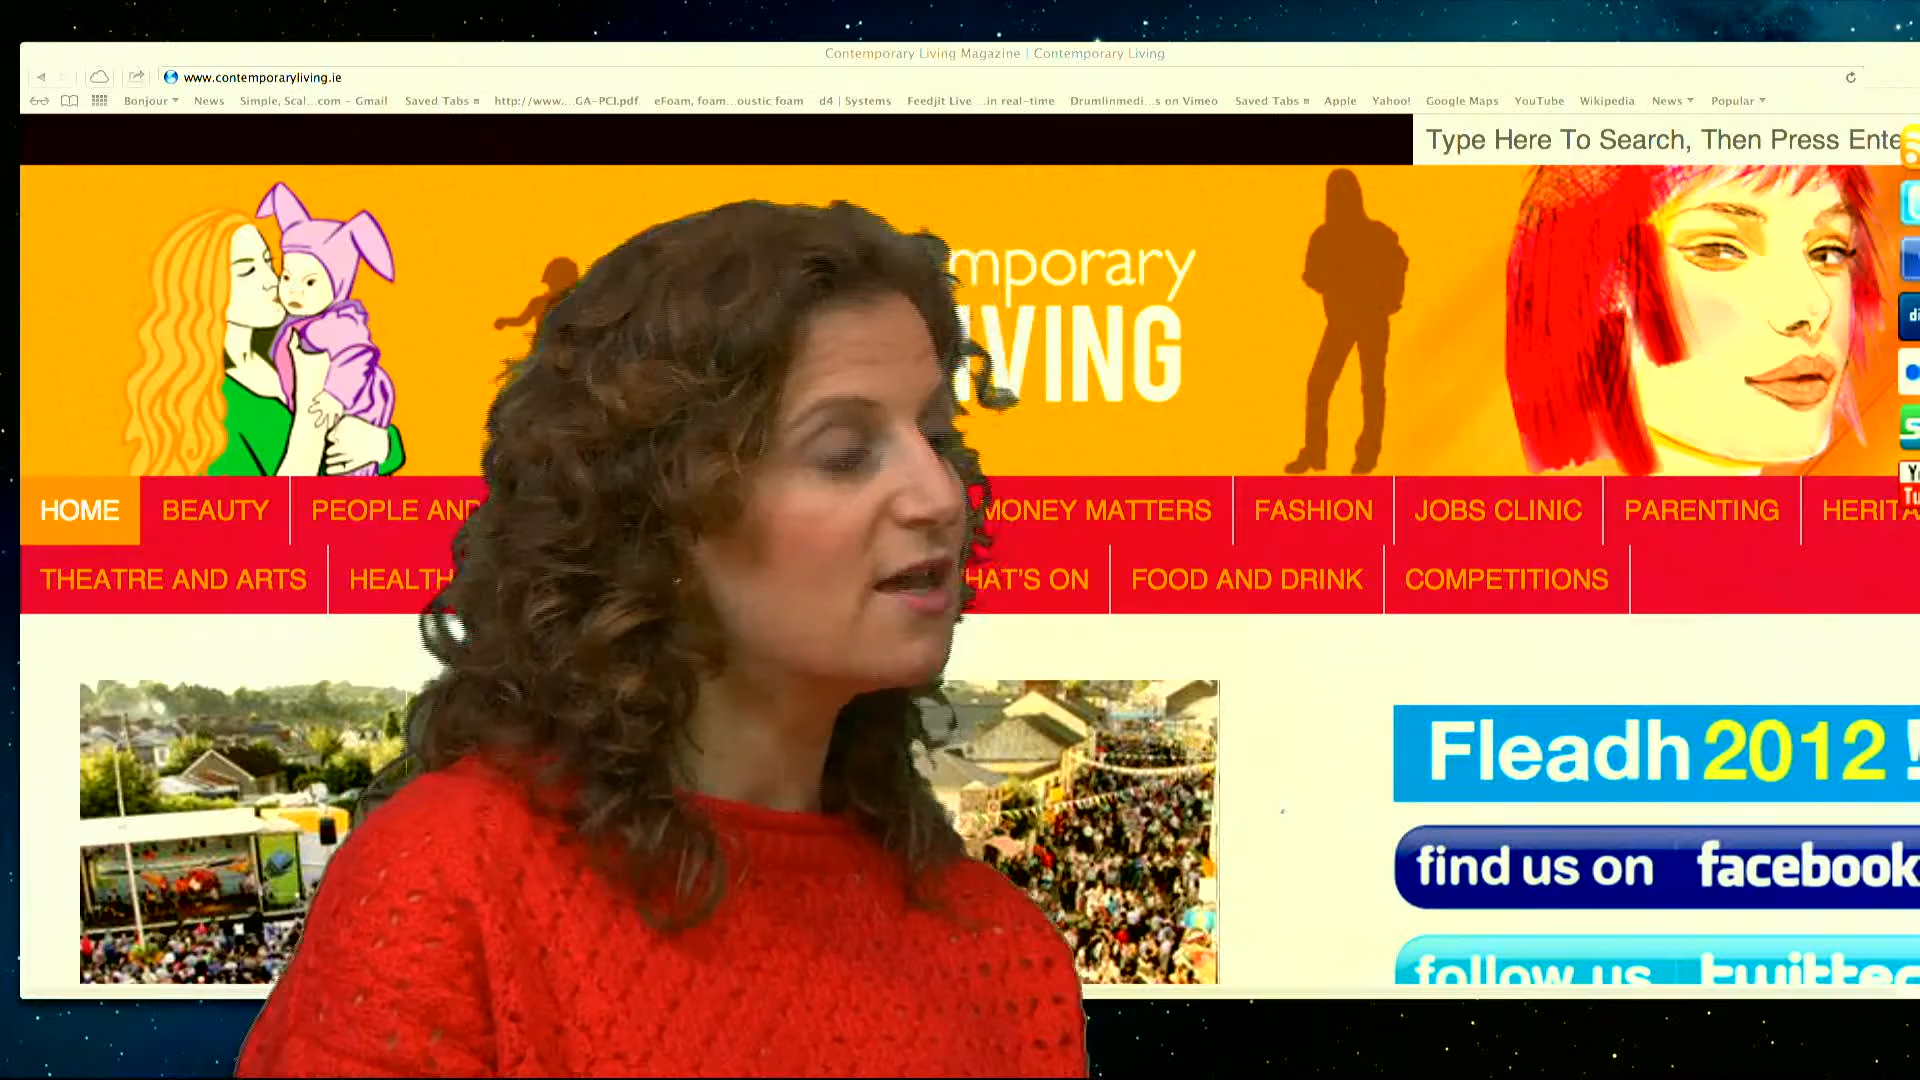 Contemporary Living Magazine | Contemporary Living
www.contemporaryliving.ie
Bonjour News Simple, Scal...com - Gmail Saved Tabs http://www....GA-PCI.pdf eFoam, foam...oustic foam d4 | Systems Feedjit Live ...in real-time Drumlinmedi...s on Vimeo Saved Tabs Apple Yahoo! Google Maps YouTube Wikipedia News Popular
Type Here To Search, Then Press Ente
mporary
IVING
HOME BEAUTY PEOPLE AND MONEY MATTERS FASHION JOBS CLINIC PARENTING HERITA
THEATRE AND ARTS HEALTH HAT'S ON FOOD AND DRINK COMPETITIONS
Fleadh 2012 !
find us on facebook
follow us twitter